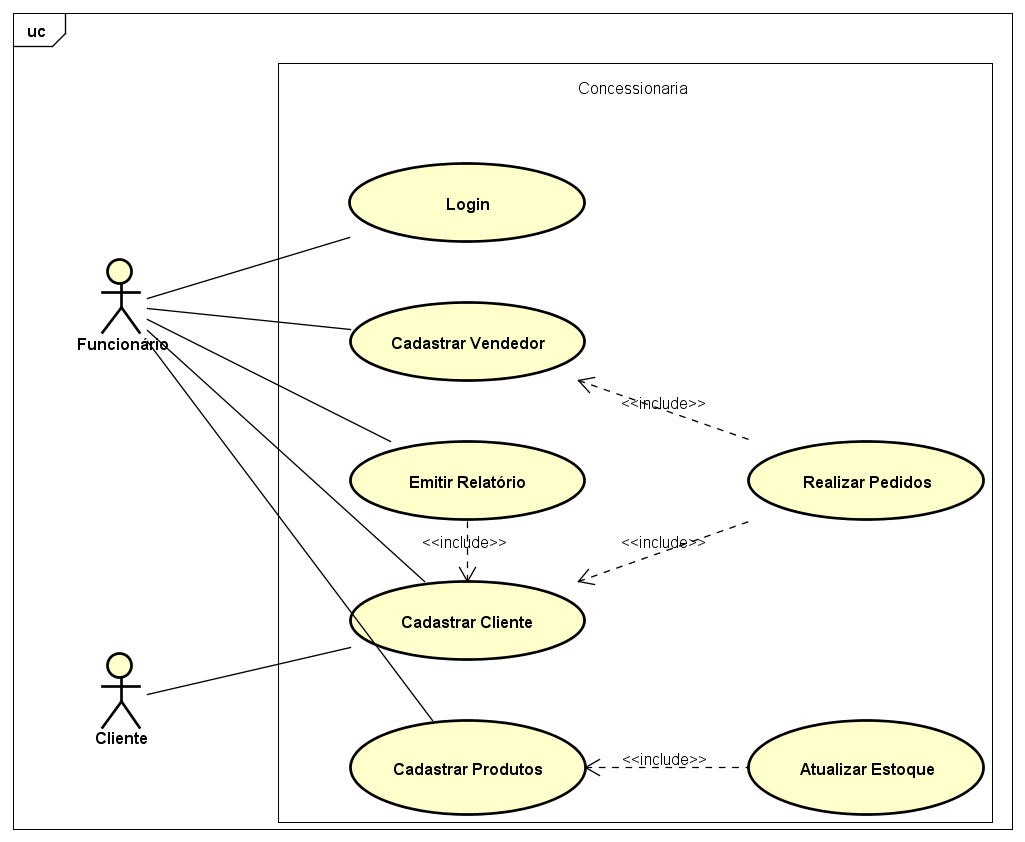 uc
Concessionaria
Login
Funcionário
Cadastrar Vendedor
<<include>>
Emitir Relatório
Realizar Pedidos
<<include>>
<<include>>
Cadastrar Cliente
Cliente
<<include>>
Cadastrar Produtos
Atualizar Estoque